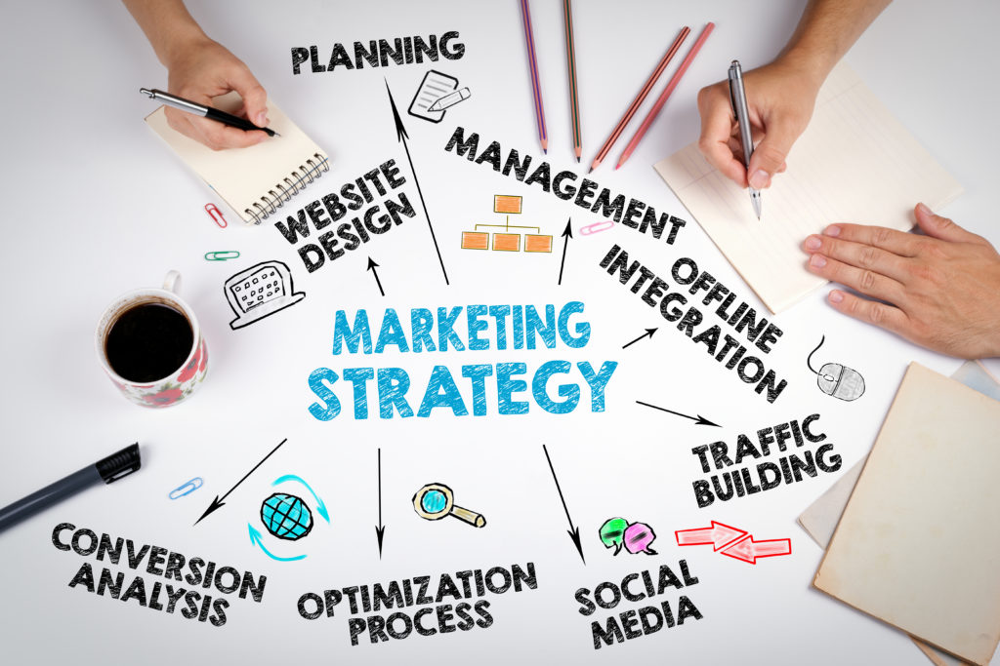 PLANNING
MANAGEMENT
WEBSITE
DESIGN
OFFLINE
INTEGRATION
MARKETING
STRATEGY
TRAFFIC
BUILDING
CONVERSION
ANALYSIS
OPTIMIZATION
PROCESS
SOCIAL
MEDIA